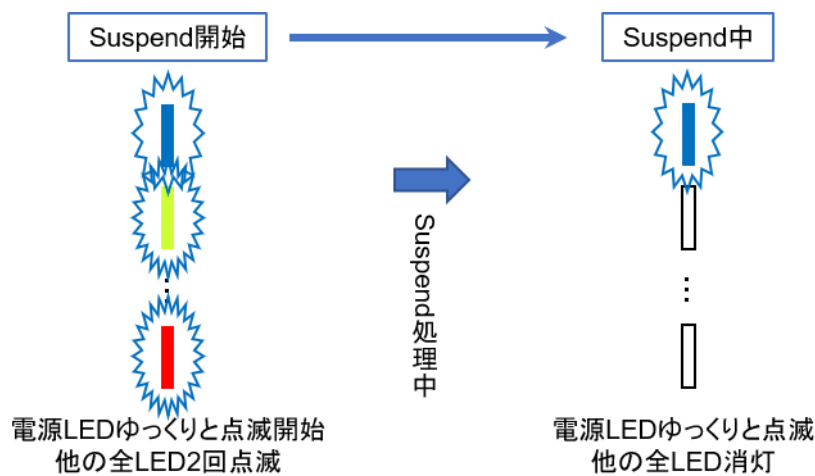 Suspend開始
Suspend中
Suspend処理中
電源LEDゆっくりと点滅開始
他の全LED2回点滅
電源LEDゆっくりと点滅
他の全LED消灯